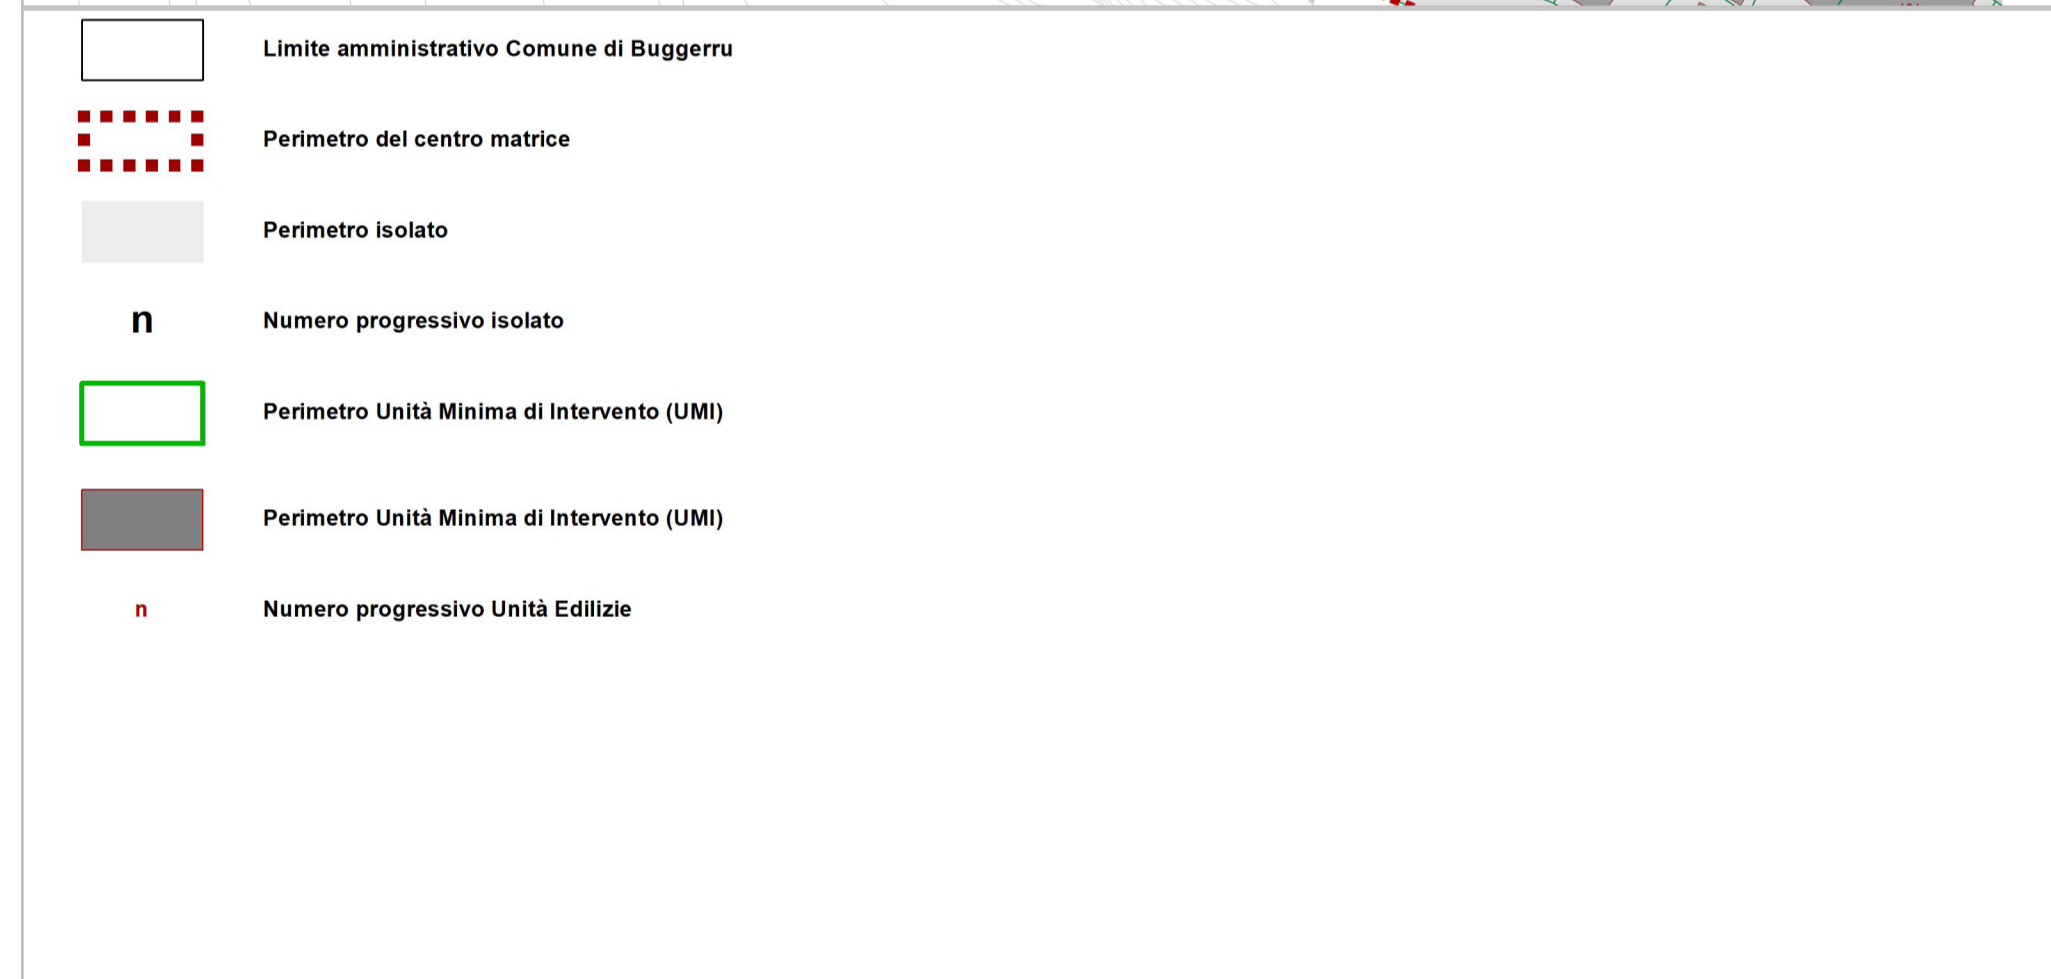 Limite amministrativo Comune di Buggerru
Perimetro del centro matrice
Perimetro isolato
n Numero progressivo isolato
Perimetro Unità Minima di Intervento (UMI)
Perimetro Unità Minima di Intervento (UMI)
n Numero progressivo Unità Edilizie